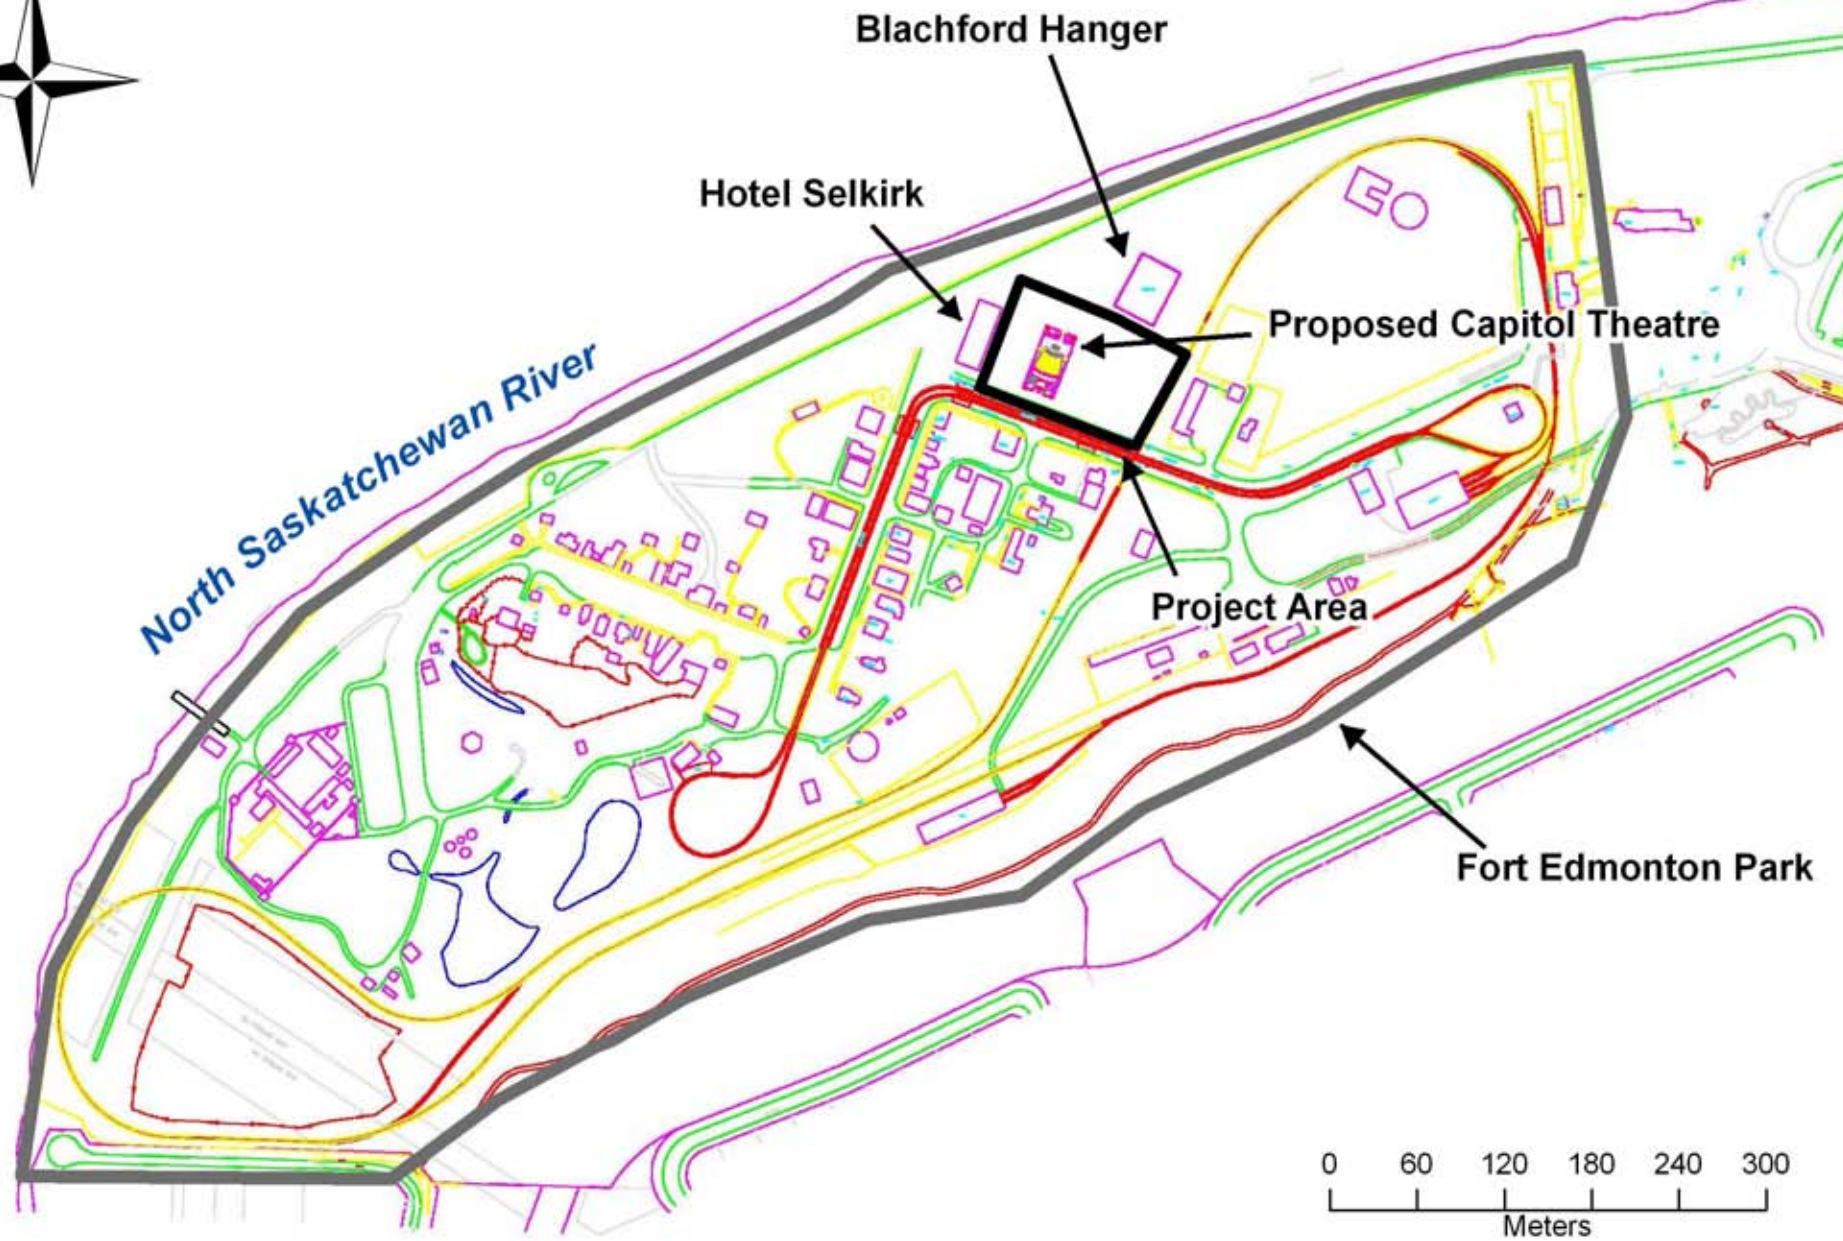 Blachford Hanger
Hotel Selkirk
Proposed Capitol Theatre
North Saskatchewan River
Project Area
Fort Edmonton Park
0 60 120 180 240 300
Meters